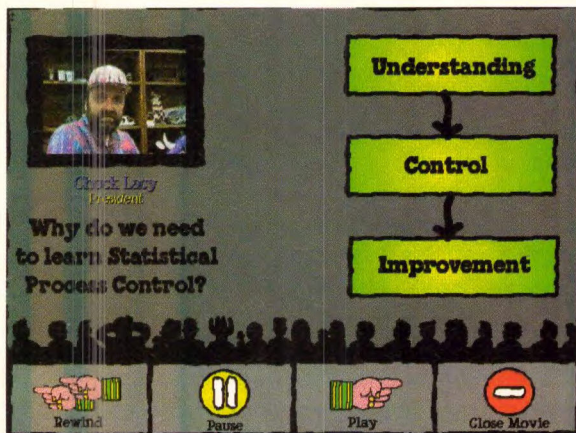 Chuck Lacy
President
Why do we need
to learn Statistical
Process Control?
Understanding
Control
Improvement
Rewind
Pause
Play
Close Movie